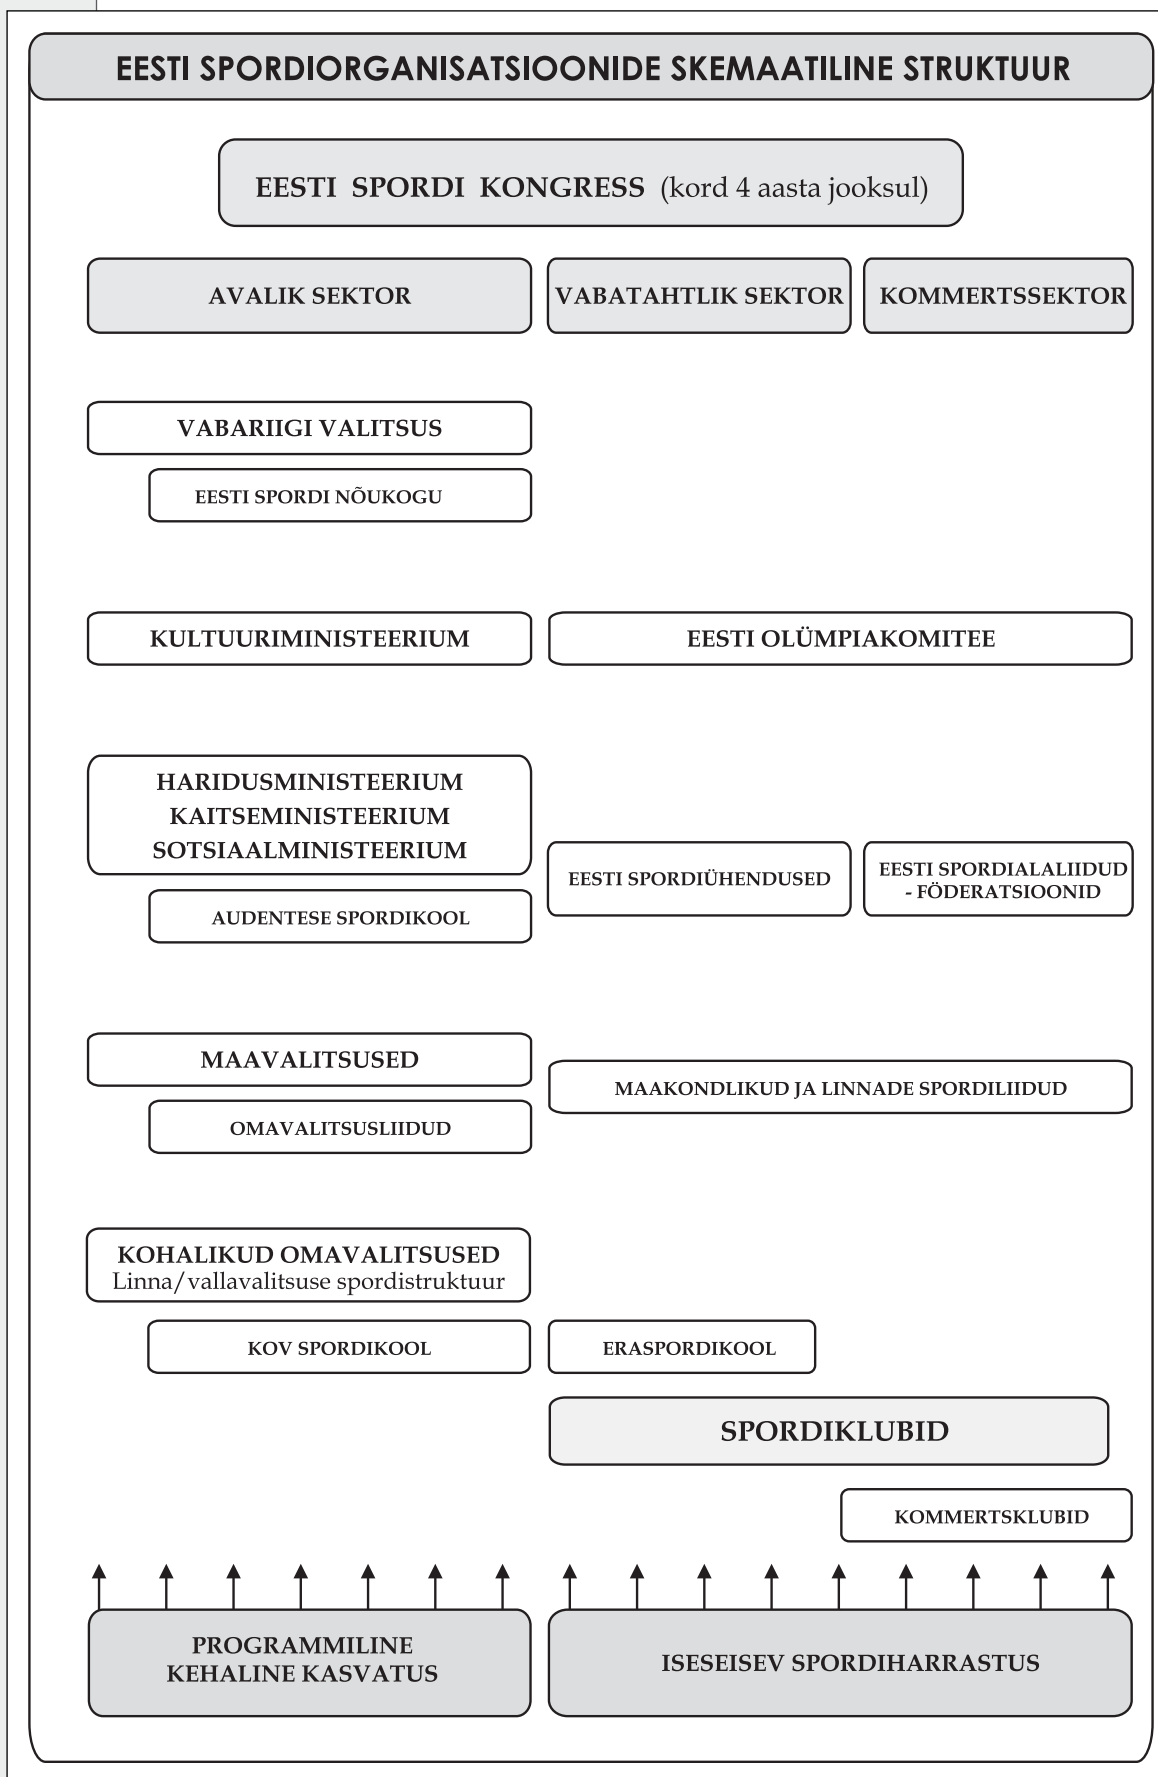 EESTI SPORDIORGANISATSIOONIDE SKEMAATILINE STRUKTUUR
EESTI SPORDI KONGRESS (kord 4 aasta jooksul)
AVALIK SEKTOR
VABATAHTLIK SEKTOR
KOMMERTSSEKTOR
VABARIIGI VALITSUS
EESTI SPORDI NÕUKOGU
KULTUURIMINISTEERIUM
EESTI OLÜMPIAKOMITEE
HARIDUSMINISTEERIUM
KAITSEMINISTEERIUM
SOTSIAALMINISTEERIUM
AUDENTESE SPORDIKOOL
EESTI SPORDIÜHENDUSED
EESTI SPORDIALALIIDUD
- FÖDERATSIOONID
MAAVALITSUSED
OMAVALITSUSLIIDUD
MAAKONDLIKUD JA LINNADE SPORDILIIDUD
KOHALIKUD OMAVALITSUSED
Linna/vallavalitsuse spordistruktuur
KOV SPORDIKOOL
ERASPORDIKOOL
SPORDIKLUBID
KOMMERTSKLUBID
PROGRAMMILINE
KEHALINE KASVATUS
ISESEISEV SPORDIHARRASTUS